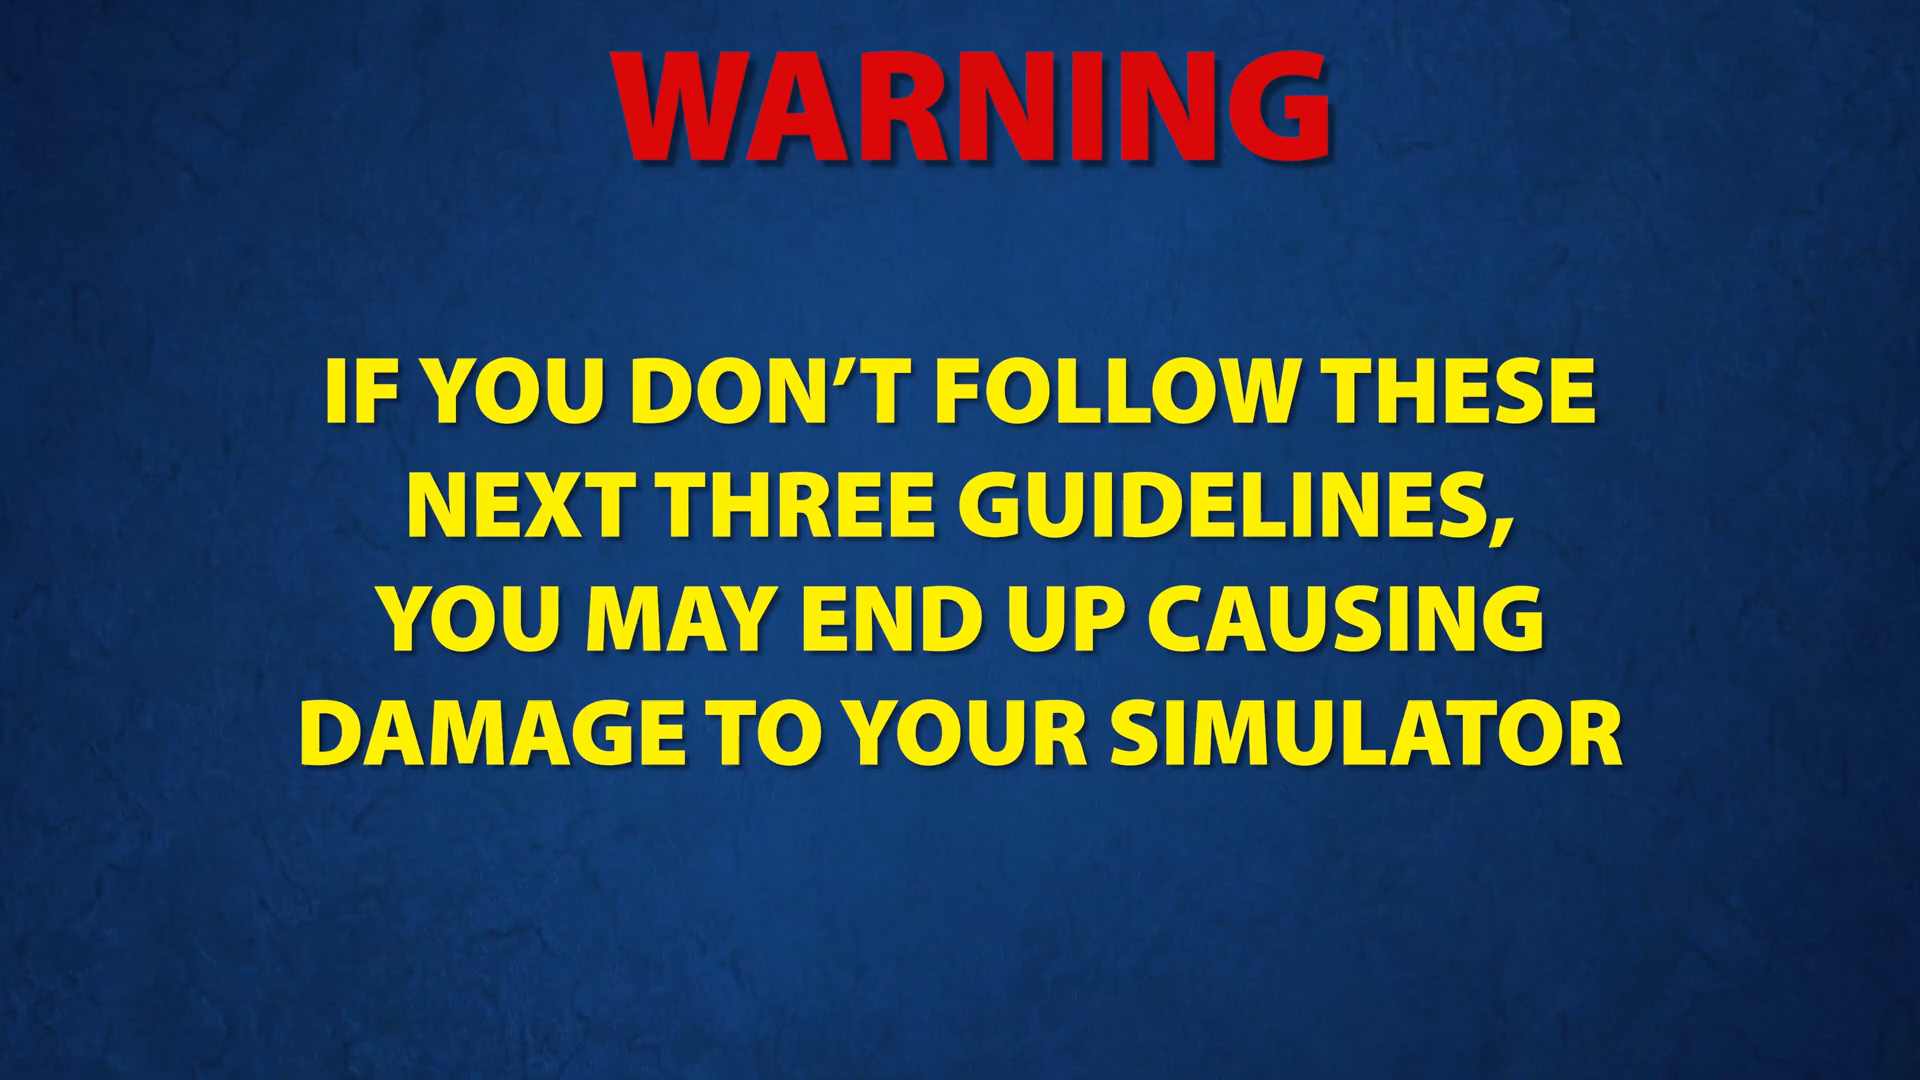 WARNING
IF YOU DON’T FOLLOW THESE
NEXT THREE GUIDELINES,
YOU MAY END UP CAUSING
DAMAGE TO YOUR SIMULATOR